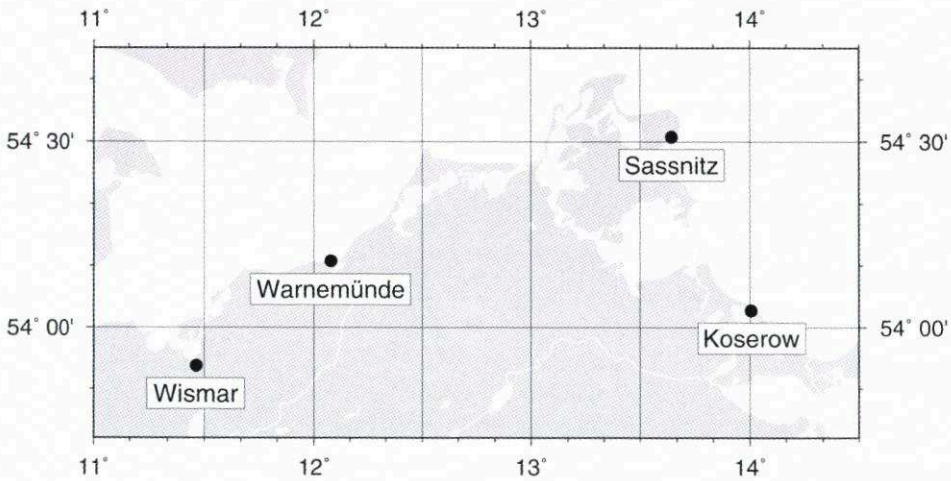 11° 12° 13° 14°
54° 30' 54° 30'
Sassnitz
Warnemünde
54° 00' 54° 00'
Koserow
Wismar
11° 12° 13° 14°